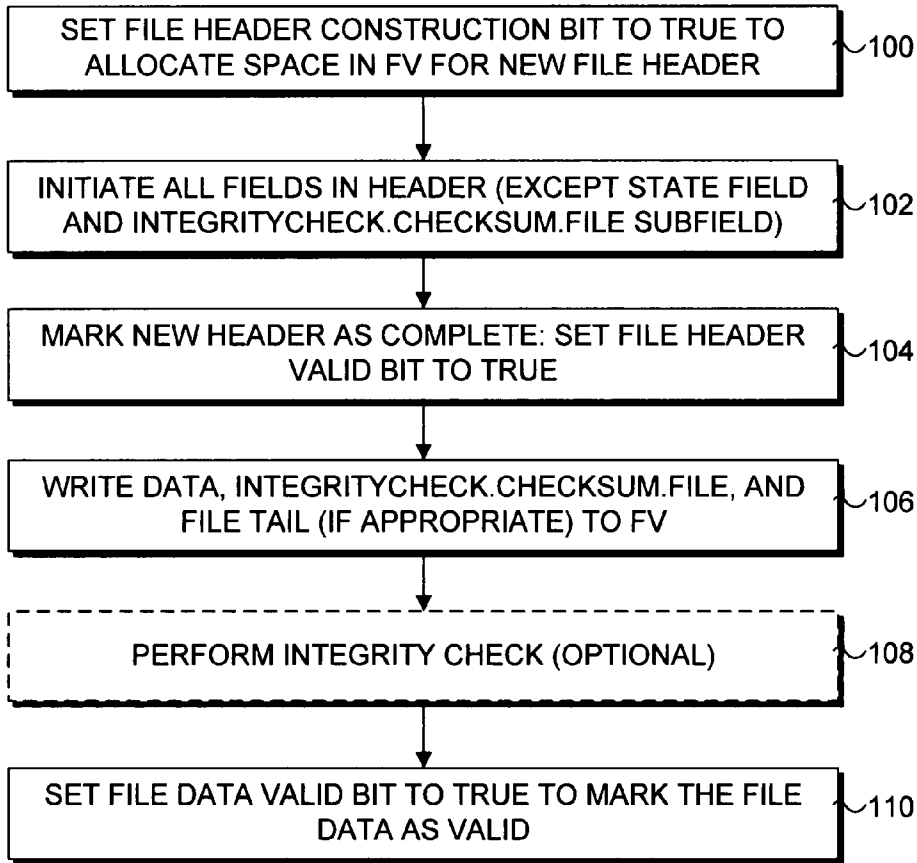 SET FILE HEADER CONSTRUCTION BIT TO TRUE TO
ALLOCATE SPACE IN FV FOR NEW FILE HEADER
100
INITIATE ALL FIELDS IN HEADER (EXCEPT STATE FIELD
AND INTEGRITYCHECK.CHECKSUM.FILE SUBFIELD)
102
MARK NEW HEADER AS COMPLETE: SET FILE HEADER
VALID BIT TO TRUE
104
WRITE DATA, INTEGRITYCHECK.CHECKSUM.FILE, AND
FILE TAIL (IF APPROPRIATE) TO FV
106
PERFORM INTEGRITY CHECK (OPTIONAL)
108
SET FILE DATA VALID BIT TO TRUE TO MARK THE FILE
DATA AS VALID
110